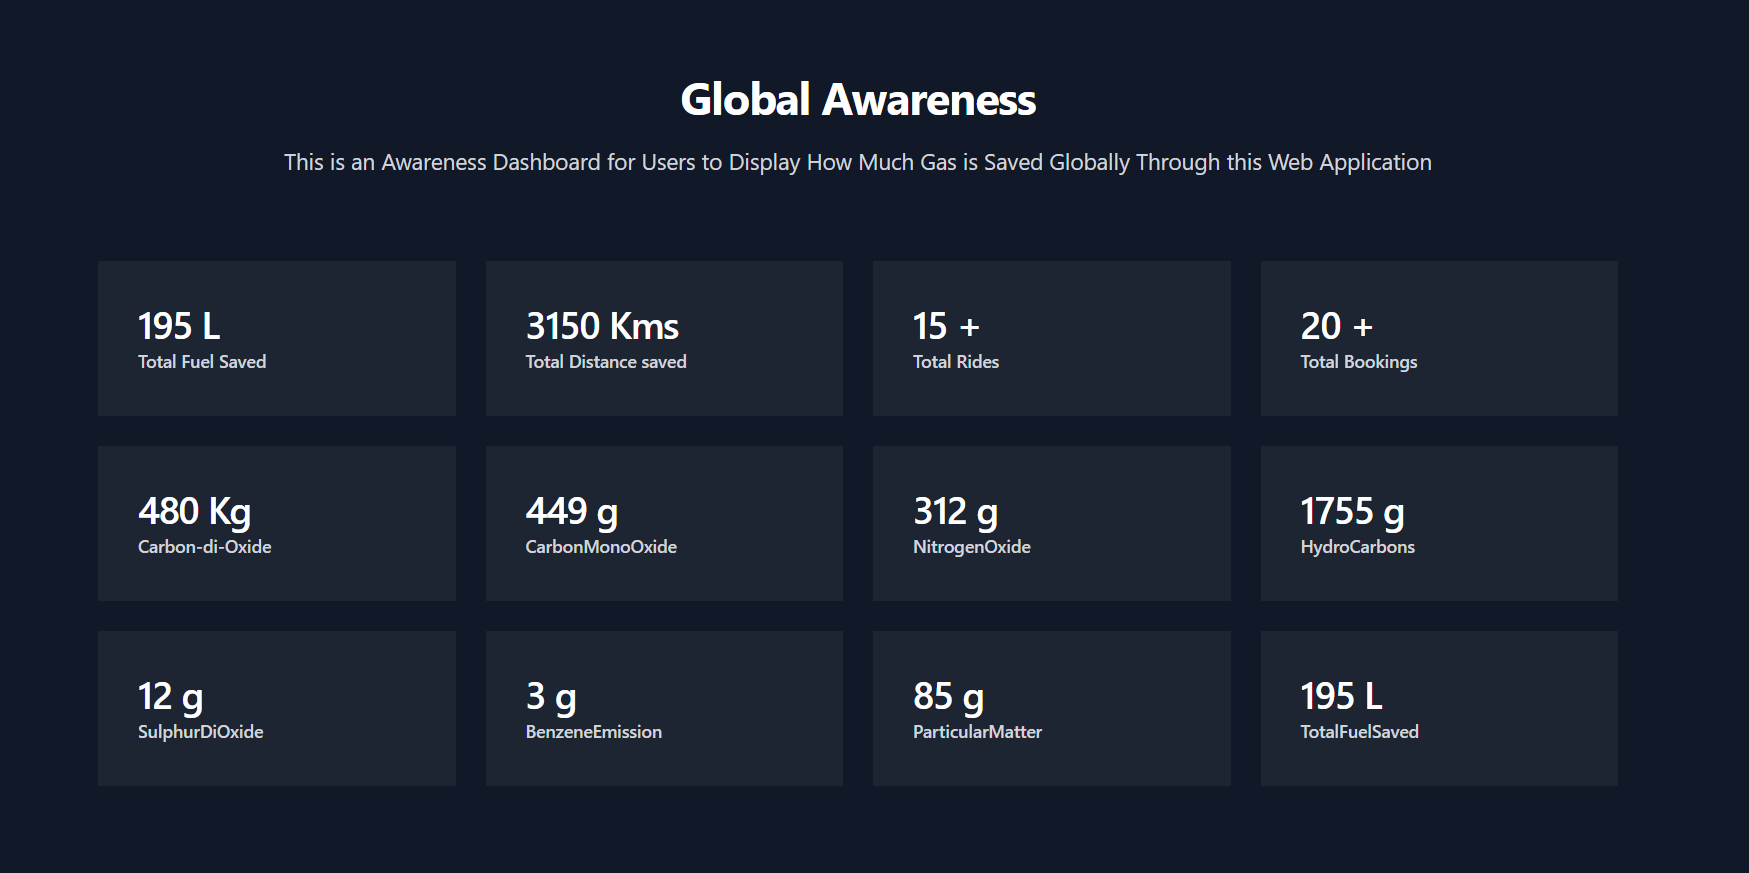 Global Awareness
This is an Awareness Dashboard for Users to Display How Much Gas is Saved Globally Through this Web Application
195 L
Total Fuel Saved
3150 Kms
Total Distance saved
15 +
Total Rides
20 +
Total Bookings
480 Kg
Carbon-di-Oxide
449 g
CarbonMonoOxide
312 g
NitrogenOxide
1755 g
HydroCarbons
12 g
SulphurDiOxide
3 g
BenzeneEmission
85 g
ParticularMatter
195 L
TotalFuelSaved